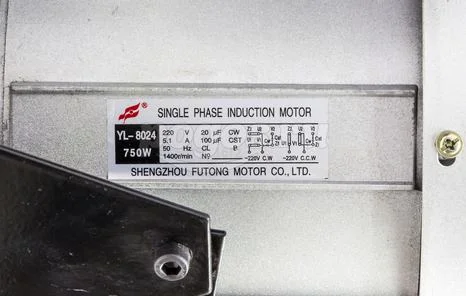 SINGLE PHASE INDUCTION MOTOR
YL-8024
750W
220 V 20 μF CW
5.1 A 100 μF CST
50 Hz CL B
1400r/min Nº
~220V C.W ~220V C.C.W
SHENGZHOU FUTONG MOTOR CO., LTD.